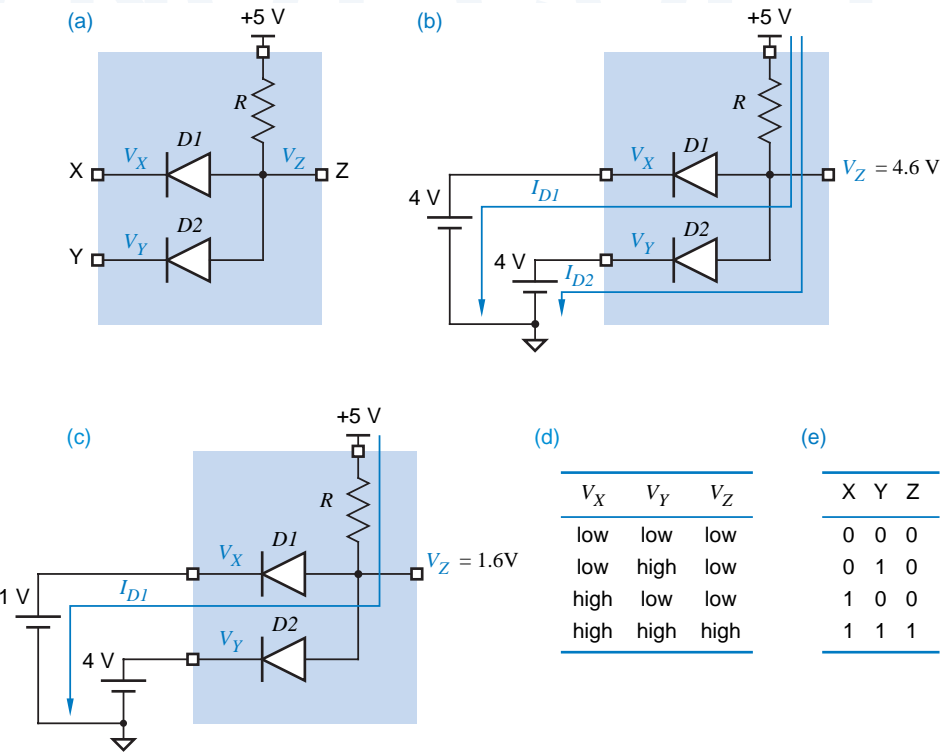 (a)
+5 V
R
D1
V_X
V_Z
X
Z
D2
V_Y
Y
(b)
+5 V
R
D1
V_X
V_Z = 4.6 V
I_D1
4 V
D2
V_Y
4 V
I_D2
(c)
+5 V
R
D1
V_X
V_Z = 1.6V
I_D1
1 V
D2
V_Y
4 V
(d)
V_X V_Y V_Z
low low low
low high low
high low low
high high high
(e)
X Y Z
0 0 0
0 1 0
1 0 0
1 1 1